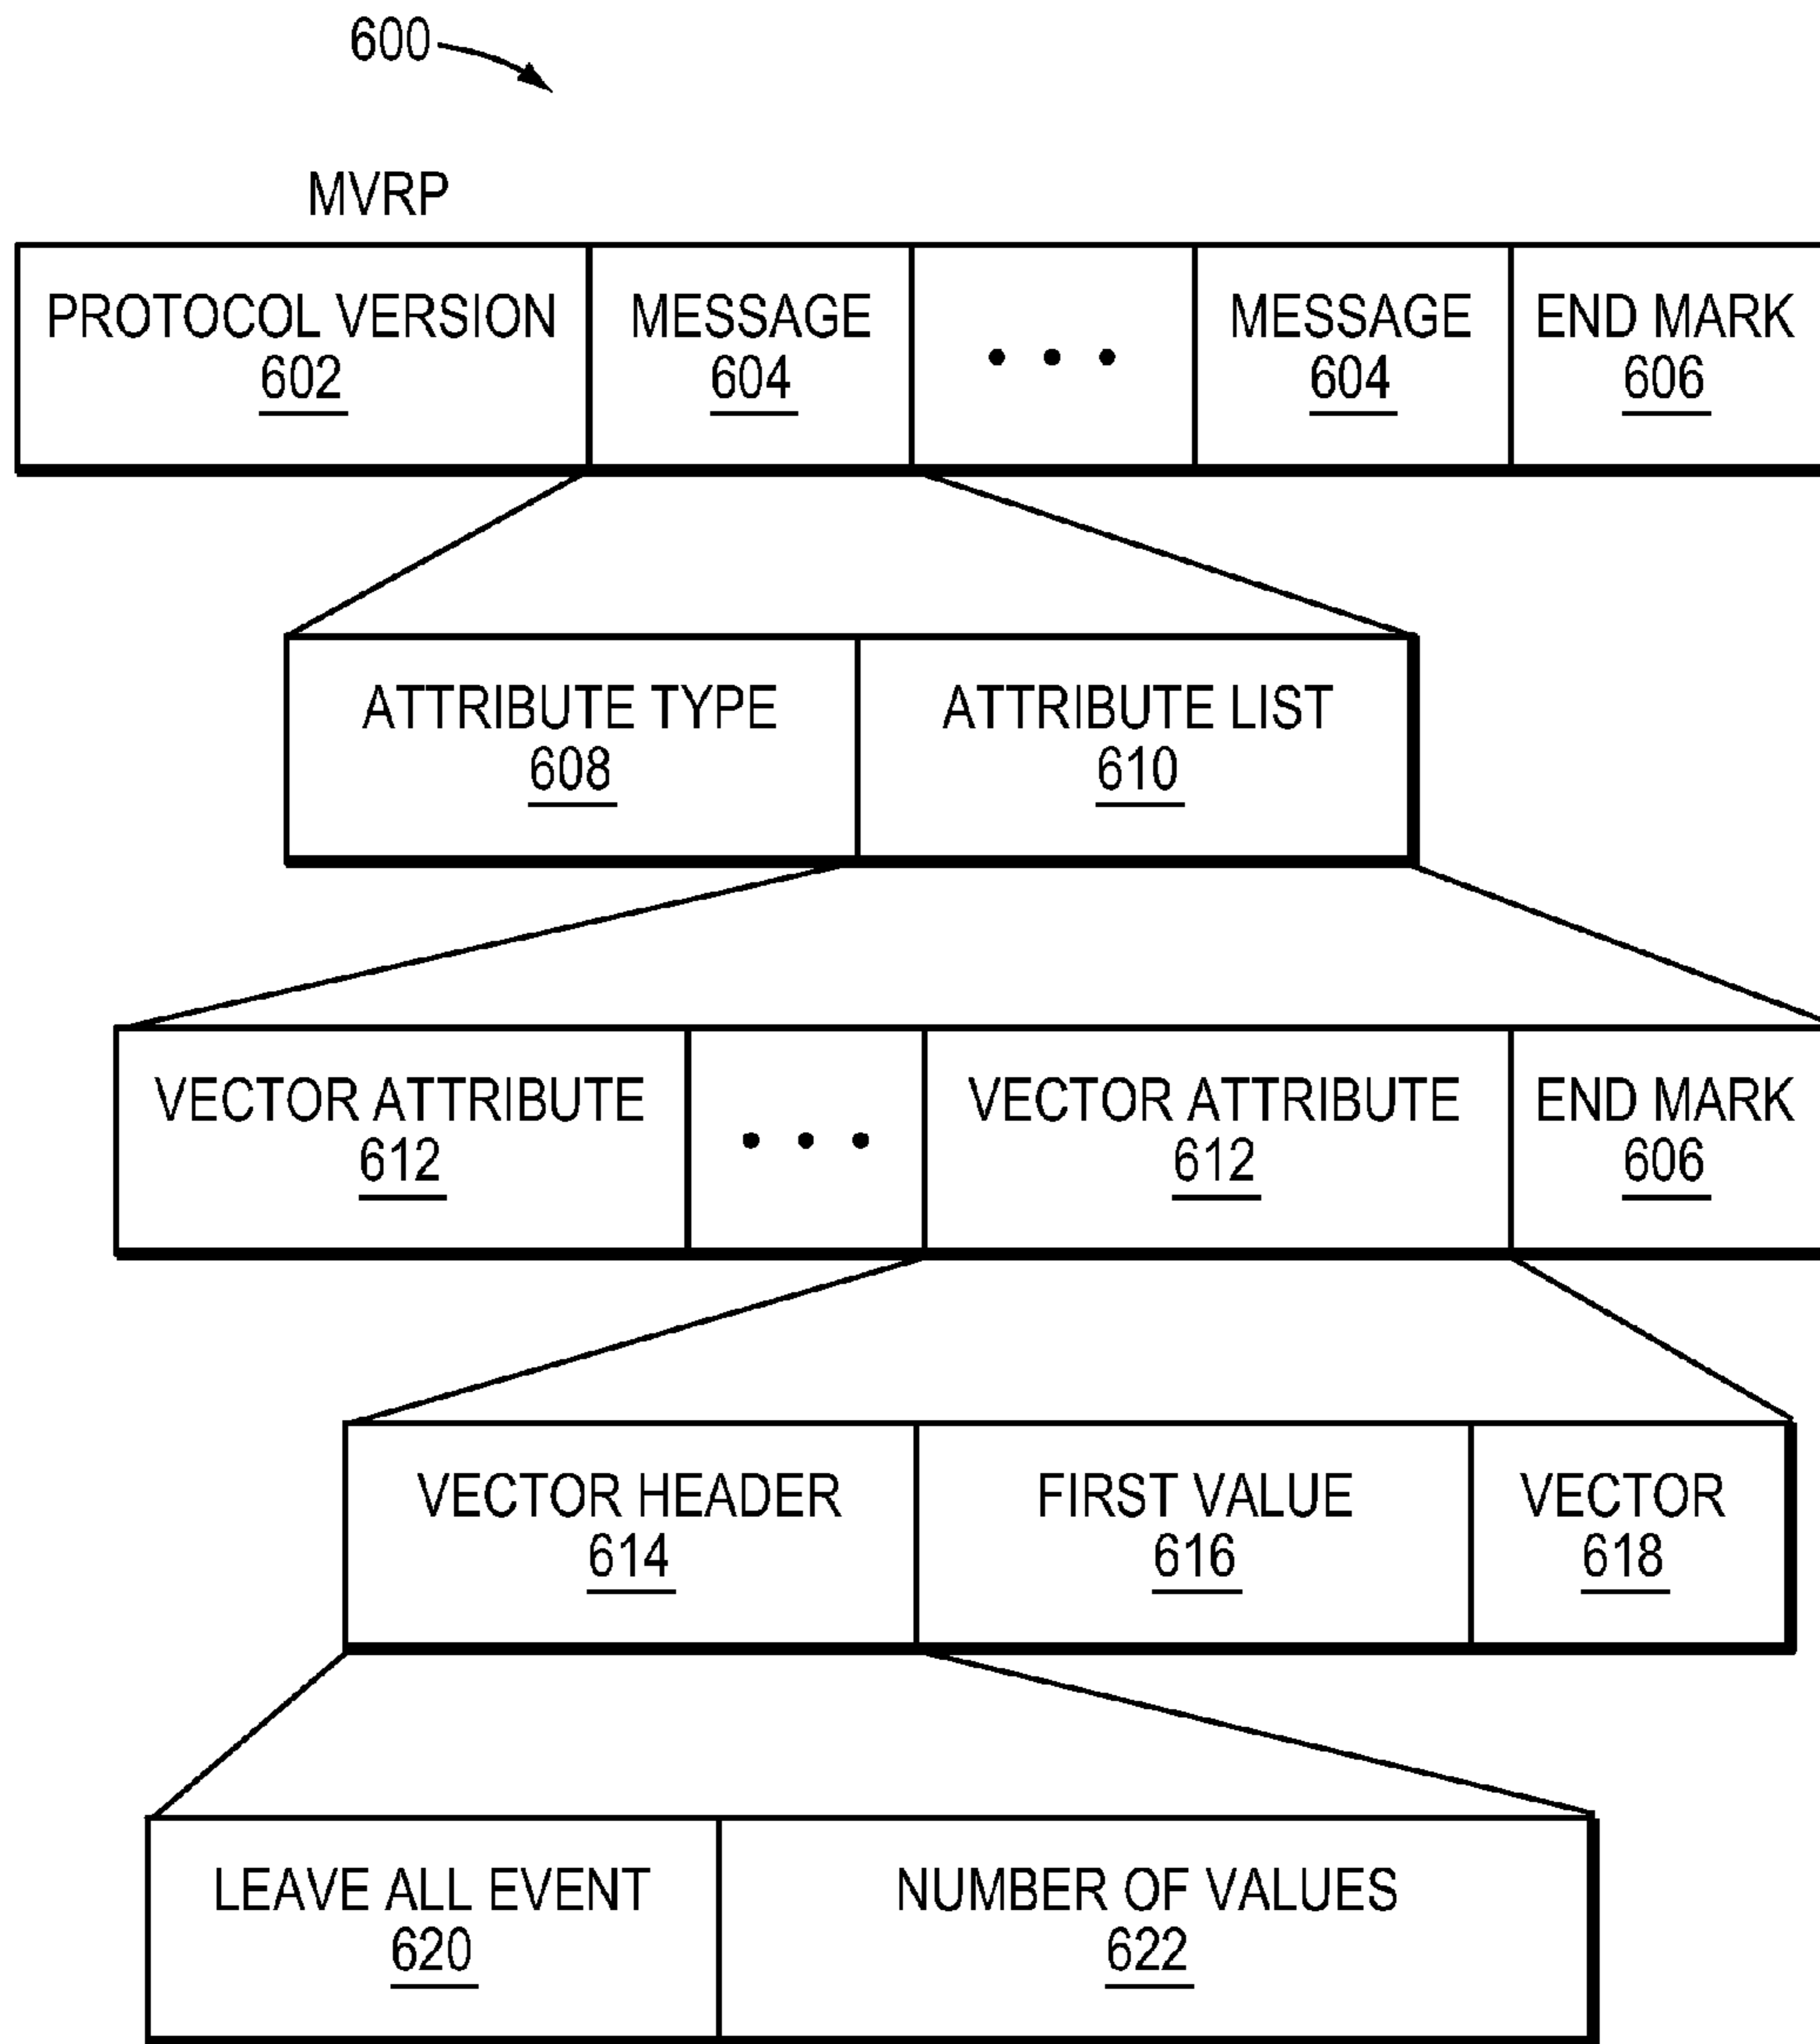 600
MVRP
PROTOCOL VERSION
602
MESSAGE
604
• • •
MESSAGE
604
END MARK
606
ATTRIBUTE TYPE
608
ATTRIBUTE LIST
610
VECTOR ATTRIBUTE
612
• • •
VECTOR ATTRIBUTE
612
END MARK
606
VECTOR HEADER
614
FIRST VALUE
616
VECTOR
618
LEAVE ALL EVENT
620
NUMBER OF VALUES
622